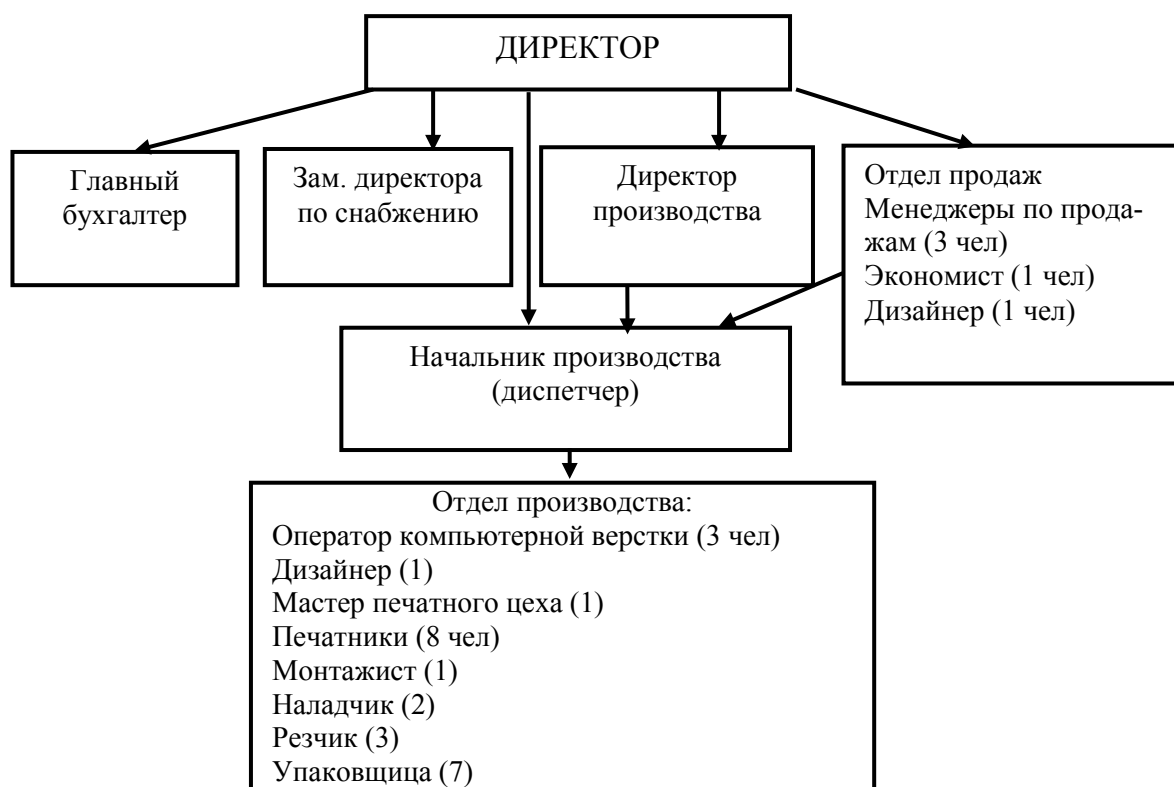 ДИРЕКТОР
Главный
бухгалтер
Зам. директора
по снабжению
Директор
производства
Отдел продаж
Менеджеры по прода-
жам (3 чел)
Экономист (1 чел)
Дизайнер (1 чел)
Начальник производства
(диспетчер)
Отдел производства:
Оператор компьютерной верстки (3 чел)
Дизайнер (1)
Мастер печатного цеха (1)
Печатники (8 чел)
Монтажист (1)
Наладчик (2)
Резчик (3)
Упаковщица (7)